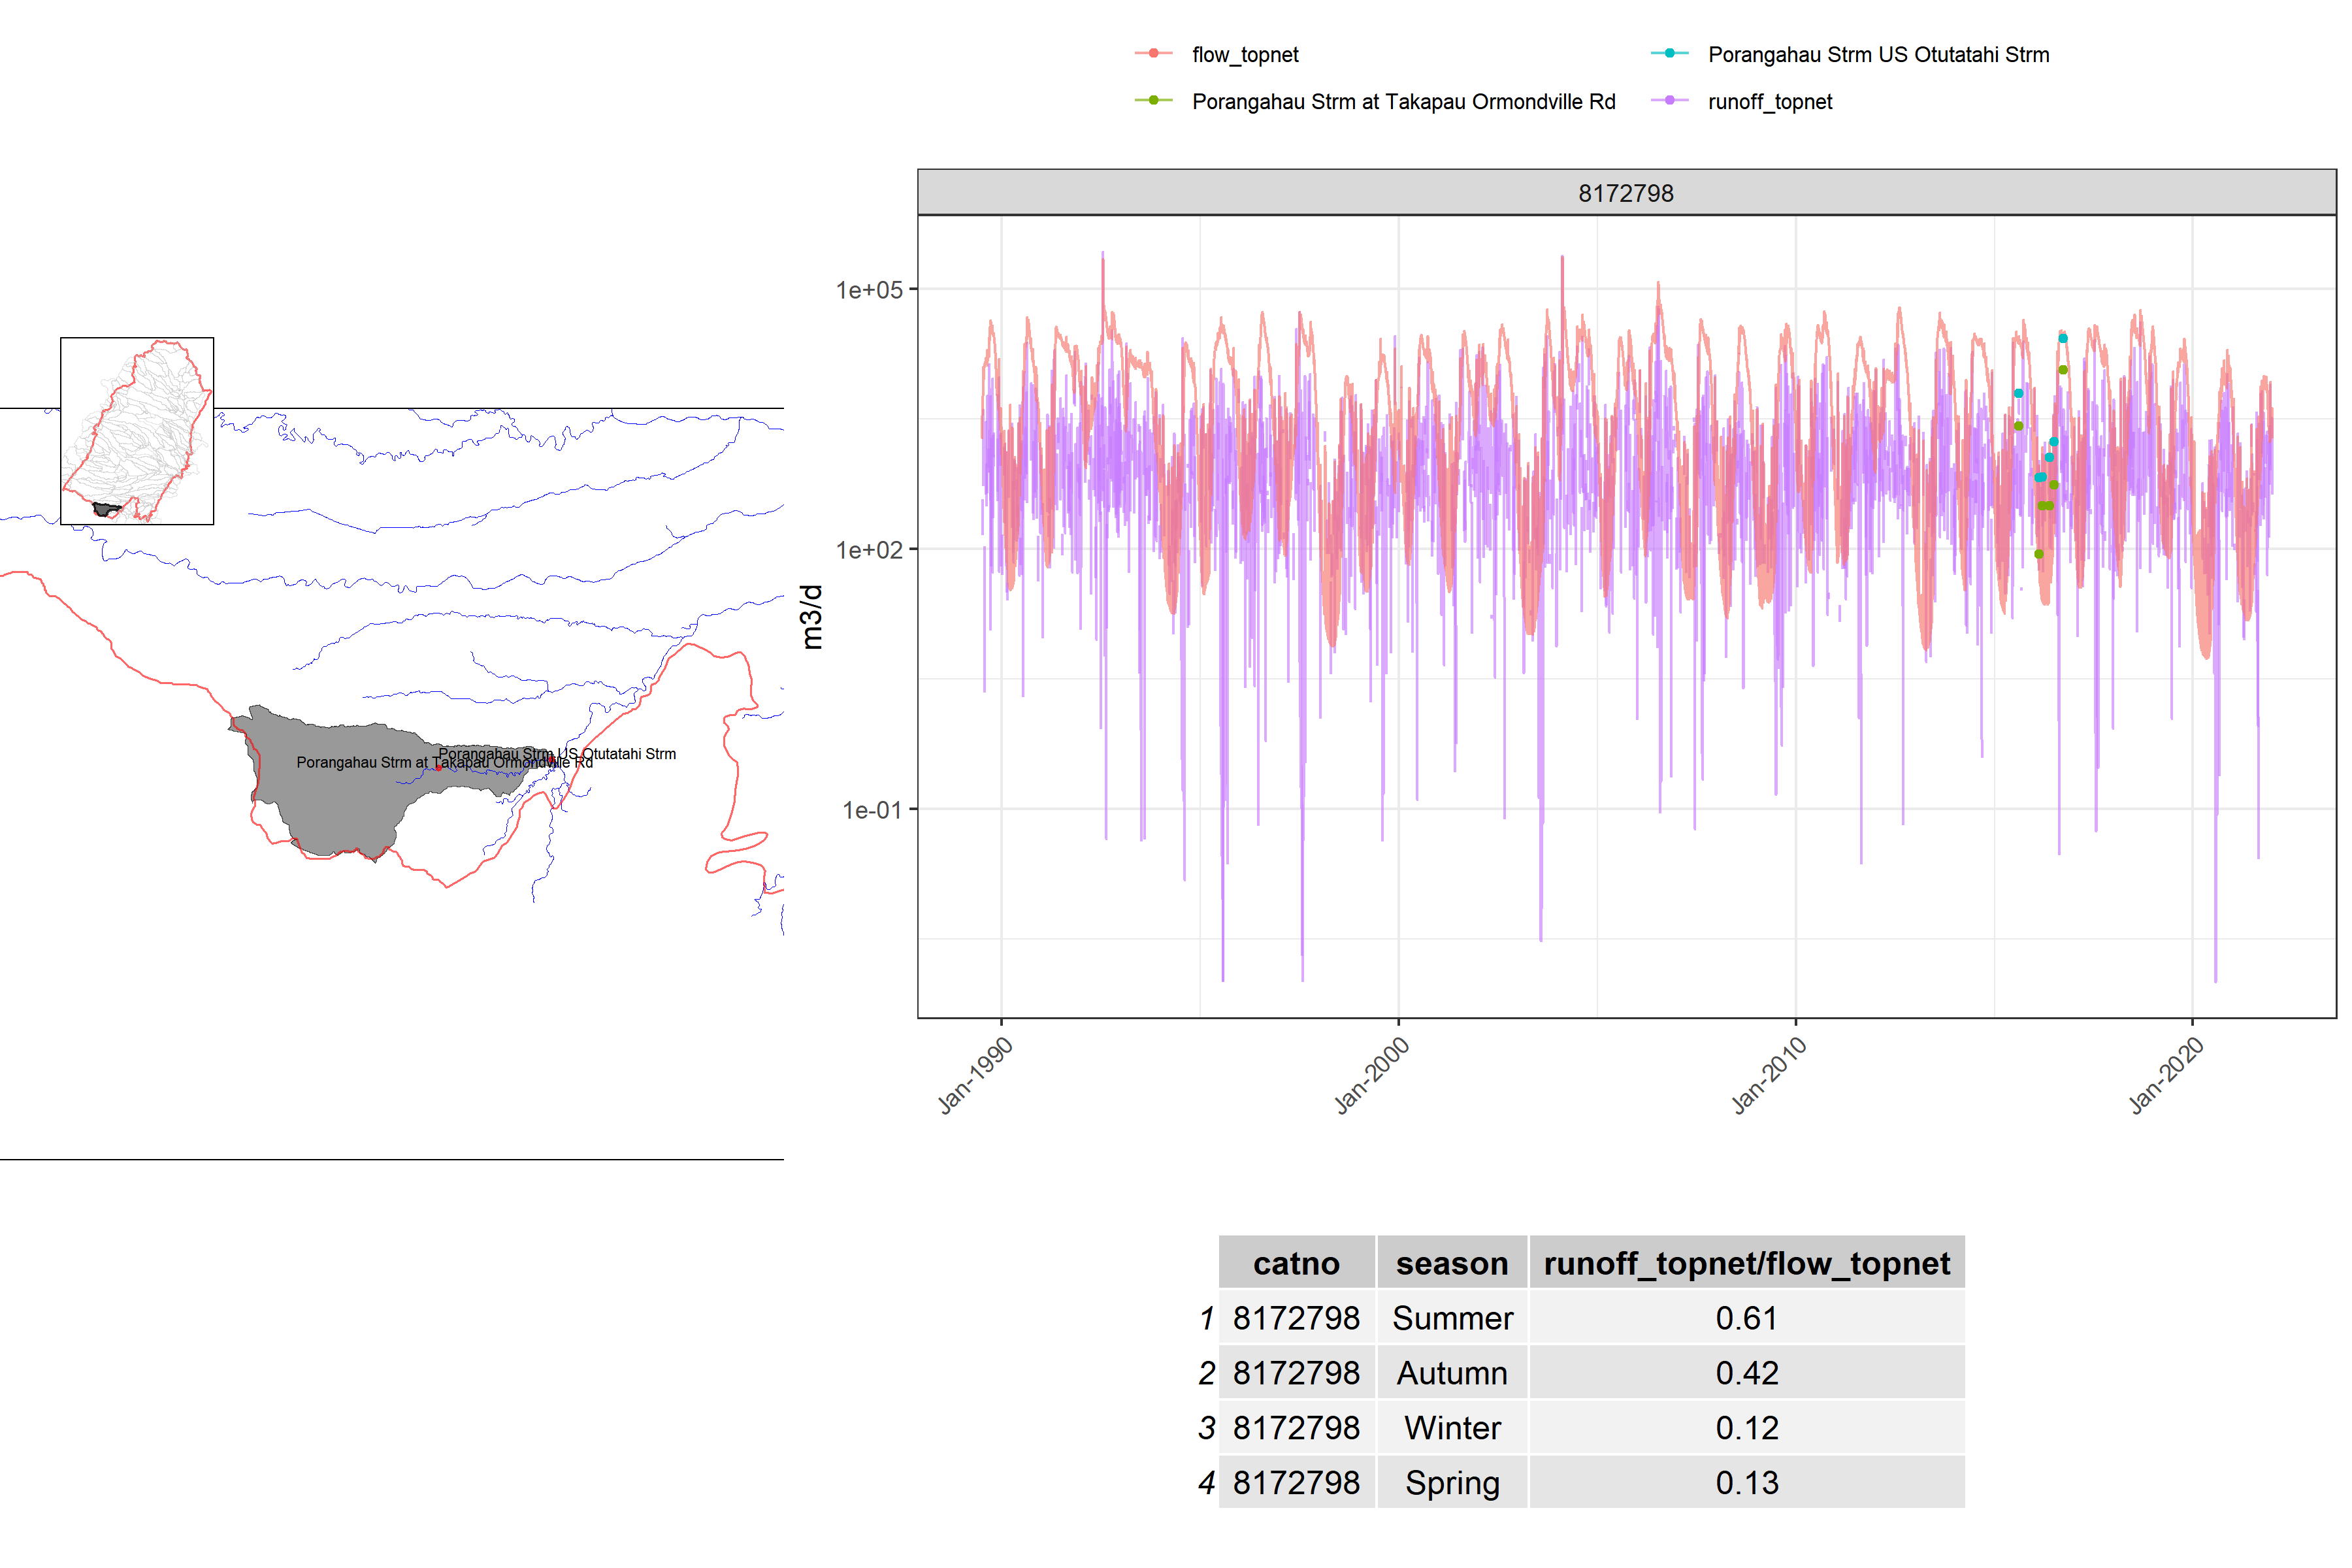 flow_topnet
Porangahau Strm US Otutatahi Strm
Porangahau Strm at Takapau Ormondville Rd
runoff_topnet
8172798
1e+05
1e+02
1e-01
m3/d
Jan-1990
Jan-2000
Jan-2010
Jan-2020
Porangahau Strm US Otutatahi Strm
Porangahau Strm at Takapau Ormondville Rd
catno season runoff_topnet/flow_topnet
1 8172798 Summer 0.61
2 8172798 Autumn 0.42
3 8172798 Winter 0.12
4 8172798 Spring 0.13